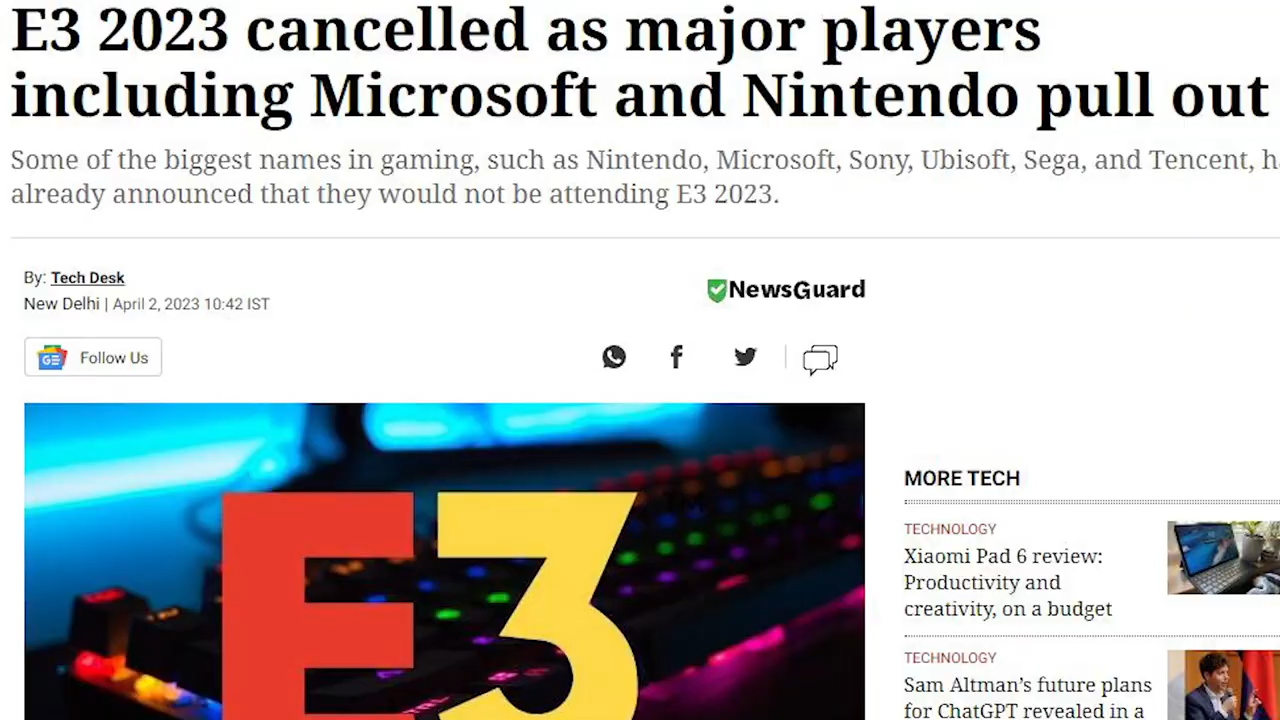 E3 2023 cancelled as major players
including Microsoft and Nintendo pull out
Some of the biggest names in gaming, such as Nintendo, Microsoft, Sony, Ubisoft, Sega, and Tencent,
already announced that they would not be attending E3 2023.
By: Tech Desk
New Delhi | April 2, 2023 10:42 IST
NewsGuard
GE Follow Us
E3
MORE TECH
TECHNOLOGY
Xiaomi Pad 6 review:
Productivity and
creativity, on a budget
TECHNOLOGY
Sam Altman’s future plans
for ChatGPT revealed in a